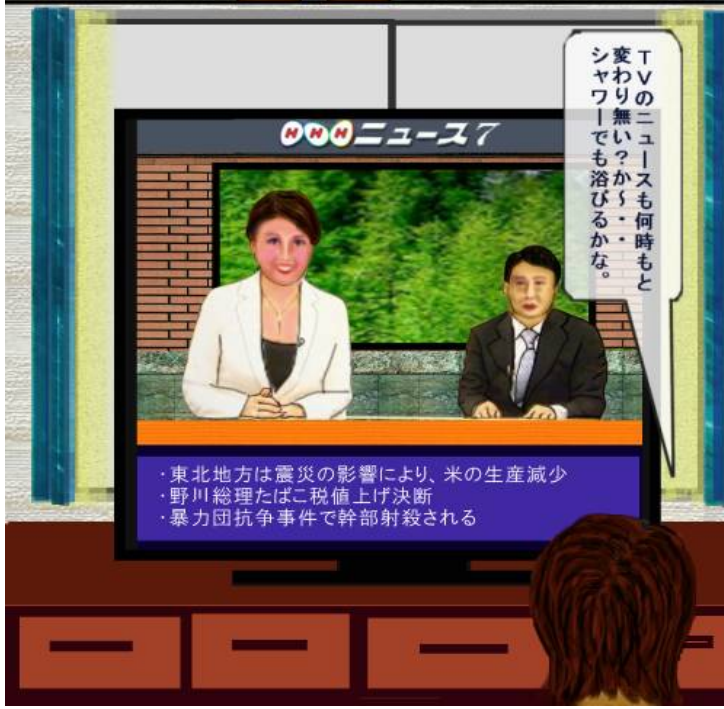 NHHニュース7
TVのニュースも何時もと
変わり無い?か～・・
シャワーでも浴びるかな。
・東北地方は震災の影響により、米の生産減少
・野川総理たばこ税値上げ決断
・暴力団抗争事件で幹部射殺される